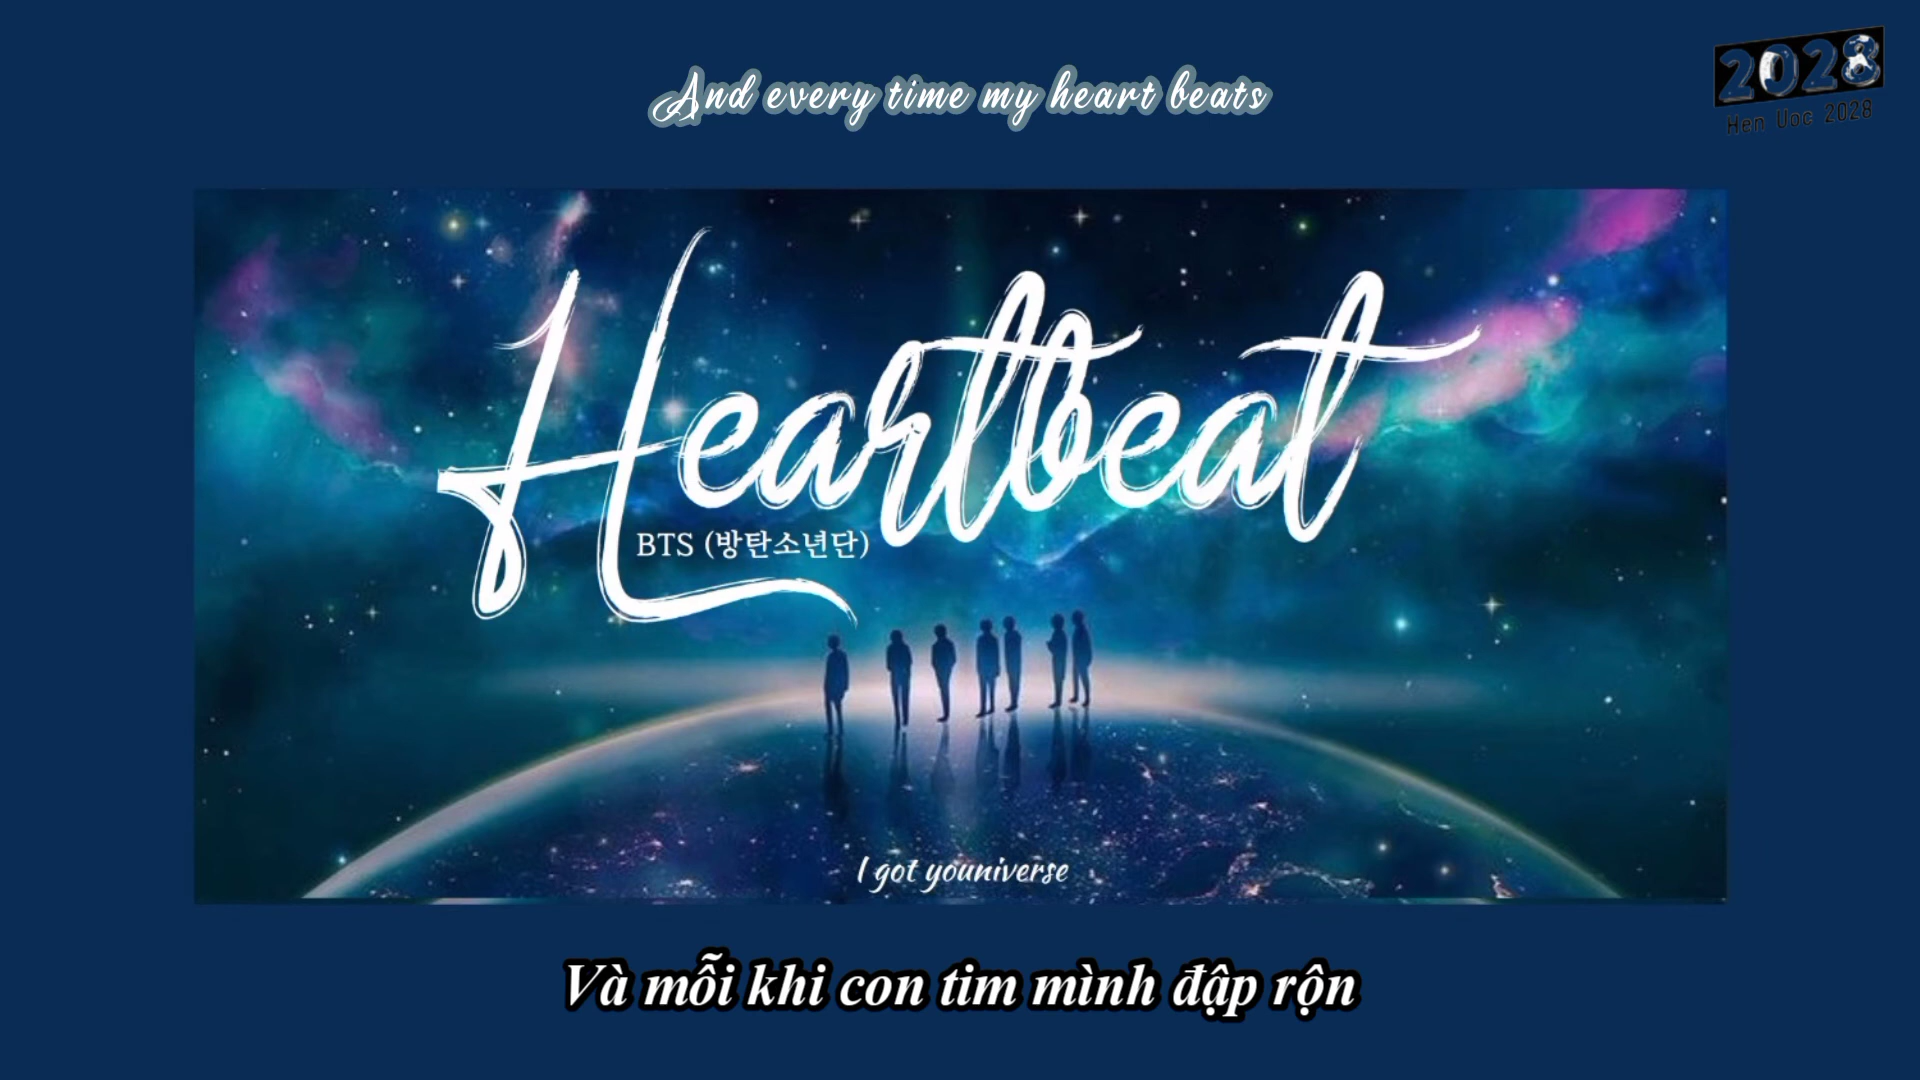 And every time my heart beats
2028
Hen Uoc 2028
Heartbeat
BTS (방탄소년단)
I got youniverse
Và mỗi khi con tim mình đập rộn